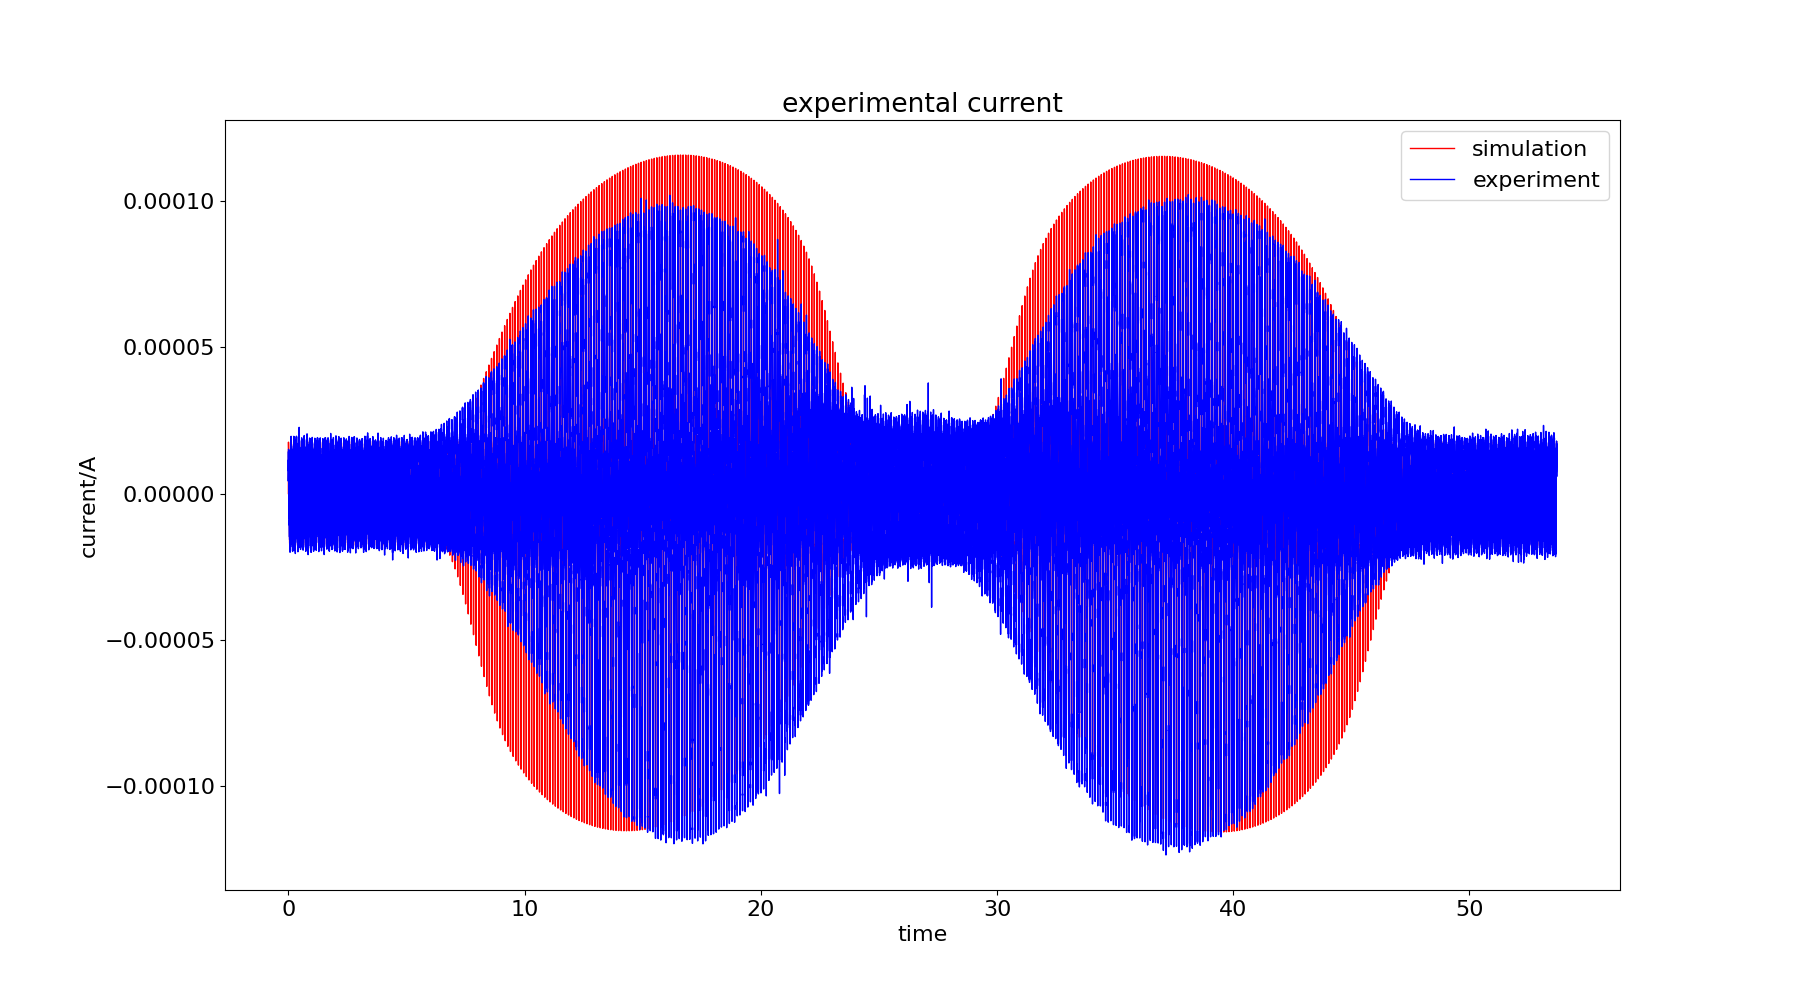 experimental current
simulation
experiment
0.00010
0.00005
0.00000
−0.00005
−0.00010
current/A
0 10 20 30 40 50
time